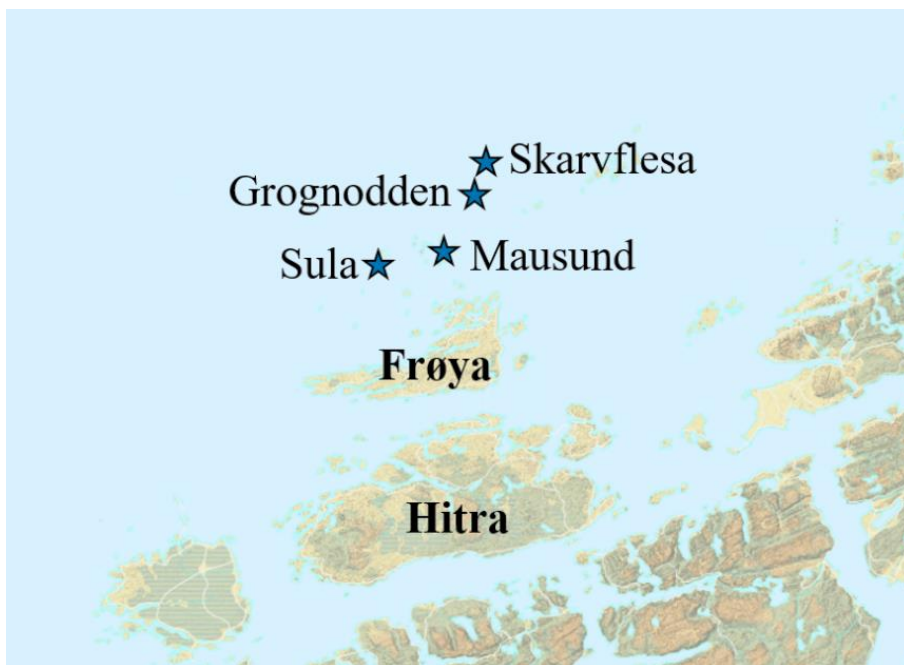 Skarvflesa
Grognodden
Mausund
Sula
Frøya
Hitra